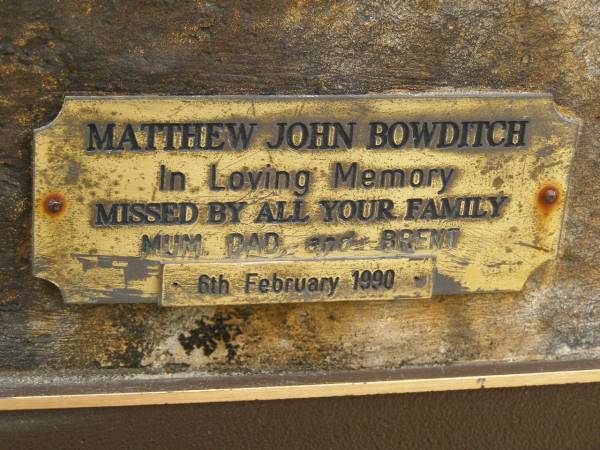 MATTHEW JOHN BOWDITCH
In Loving Memory
MISSED BY ALL YOUR FAMILY
MUM, DAD, and BRENT
6th February 1990